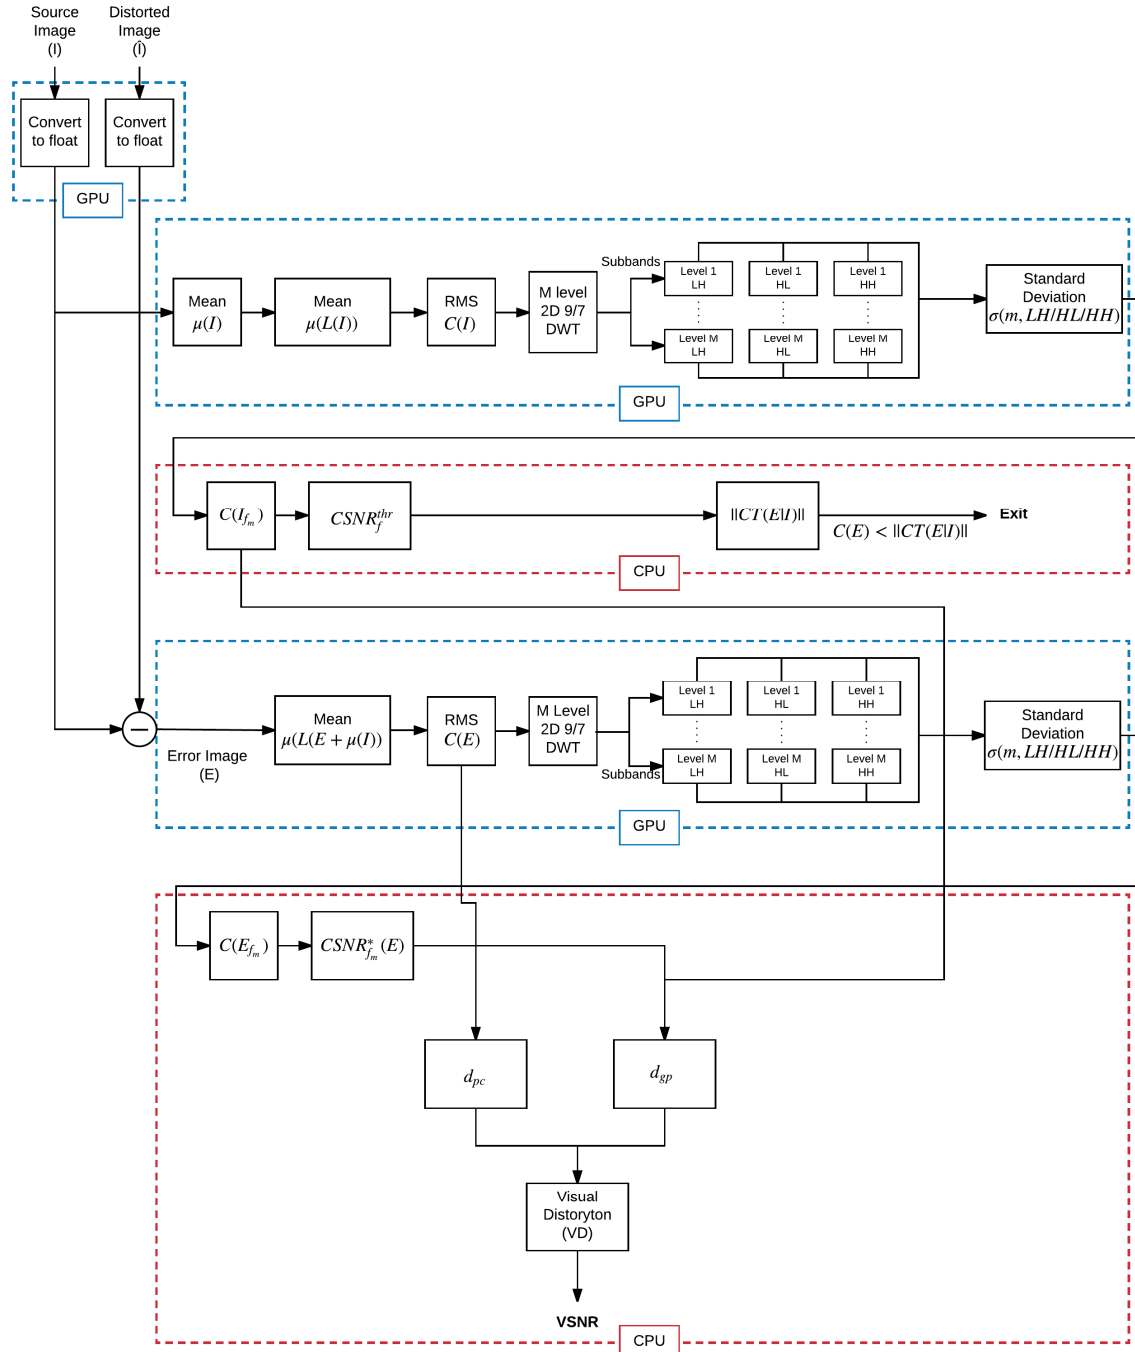 Source
Image
(I)
Distorted
Image
(Î)
Convert
to float
Convert
to float
GPU
Mean
μ(I)
Mean
μ(L(I))
RMS
C(I)
M level
2D 9/7
DWT
Subbands
Level 1
LH
Level 1
HL
Level 1
HH
Level M
LH
Level M
HL
Level M
HH
Standard
Deviation
σ(m, LH/HL/HH)
GPU
C(I_{f_m})
CSNR_f^{thr}
||CT(E|I)||
C(E) < ||CT(E|I)||
Exit
CPU
Error Image
(E)
Mean
μ(L(E + μ(I))
RMS
C(E)
M Level
2D 9/7
DWT
Subbands
Level 1
LH
Level 1
HL
Level 1
HH
Level M
LH
Level M
HL
Level M
HH
Standard
Deviation
σ(m, LH/HL/HH)
GPU
C(E_{f_m})
CSNR*_{f_m}(E)
d_{pc}
d_{gp}
Visual
Distoryton
(VD)
VSNR
CPU